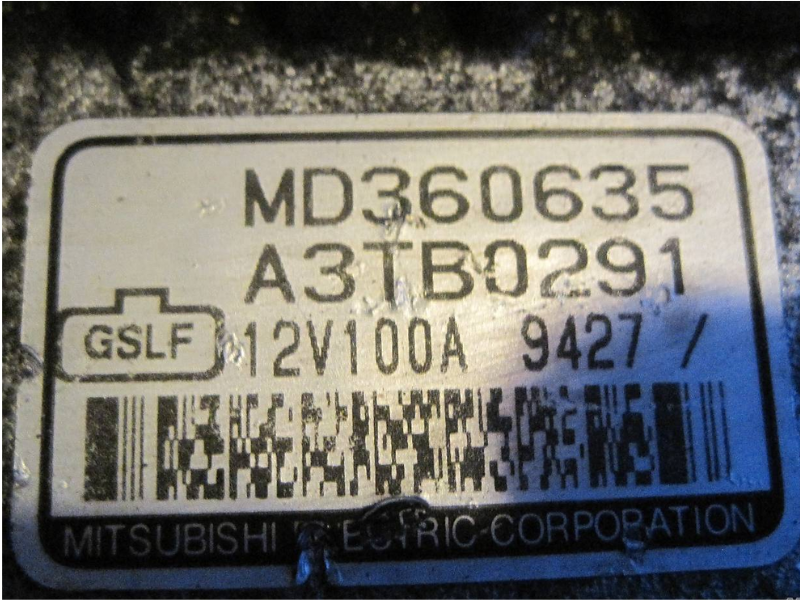 MD360635
A3TB0291
GSLF 12V100A 9427 /
MITSUBISHI ELECTRIC CORPORATION